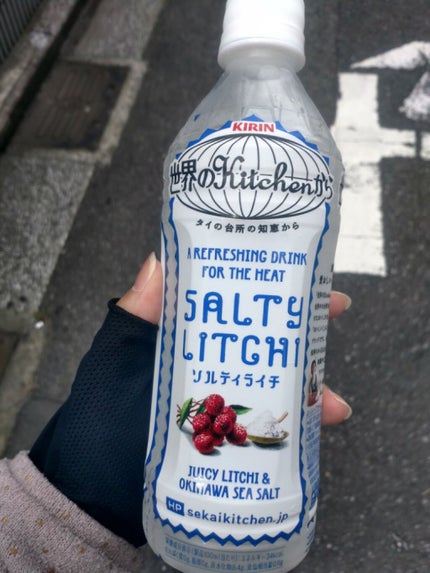 KIRIN
世界のKitchenから
タイの台所の知恵から
A REFRESHING DRINK
FOR THE HEAT
SALTY
LITCHI
ソルティライチ
JUICY LITCHI &
OKINAWA SEA SALT
HP sekaikitchen.jp